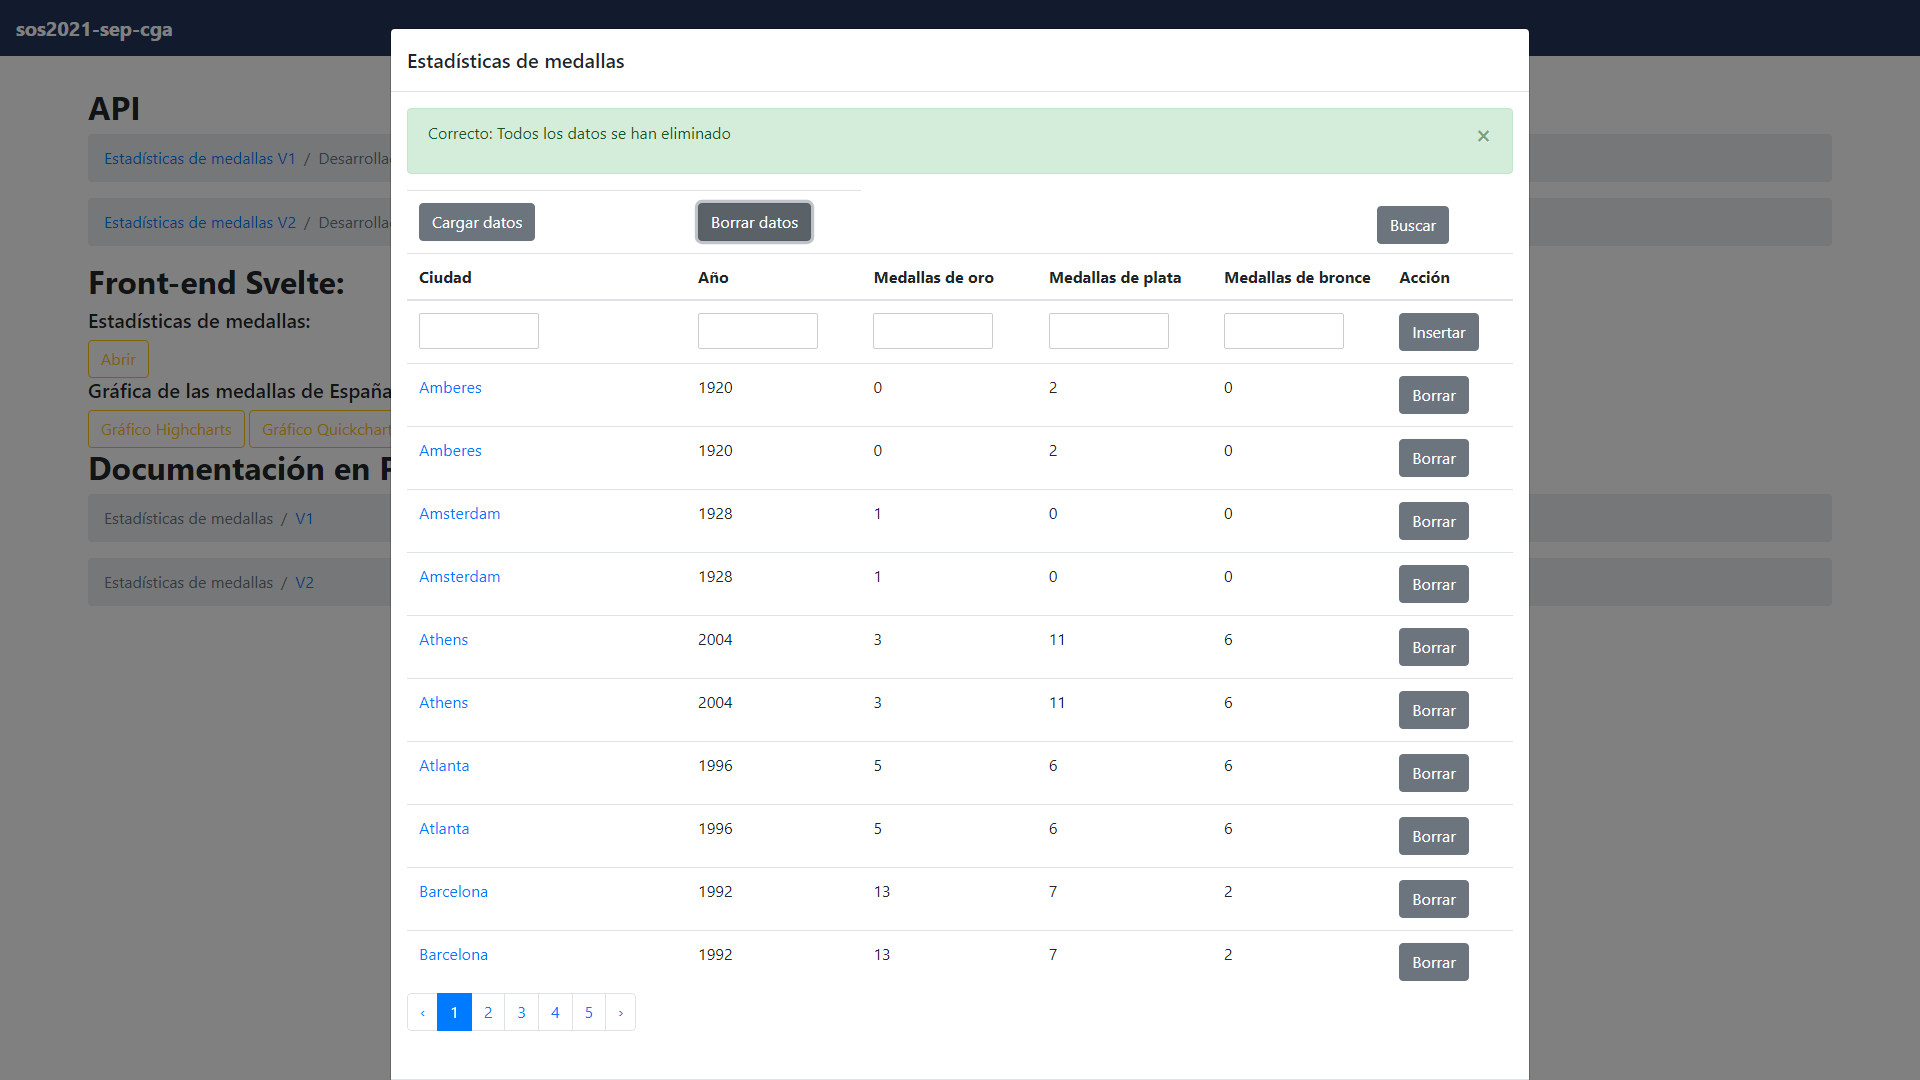 sos2021-sep-cga
API
Estadísticas de medallas V1 / Desarrolla
Estadísticas de medallas V2 / Desarrolla
Front-end Svelte:
Estadísticas de medallas:
Abrir
Gráfica de las medallas de España
Gráfico Highcharts Gráfico Quickchart
Documentación en
Estadísticas de medallas / V1
Estadísticas de medallas / V2
Estadísticas de medallas
Correcto: Todos los datos se han eliminado ×
Cargar datos Borrar datos Buscar
Ciudad Año Medallas de oro Medallas de plata Medallas de bronce Acción
Insertar
Amberes 1920 0 2 0 Borrar
Amberes 1920 0 2 0 Borrar
Amsterdam 1928 1 0 0 Borrar
Amsterdam 1928 1 0 0 Borrar
Athens 2004 3 11 6 Borrar
Athens 2004 3 11 6 Borrar
Atlanta 1996 5 6 6 Borrar
Atlanta 1996 5 6 6 Borrar
Barcelona 1992 13 7 2 Borrar
Barcelona 1992 13 7 2 Borrar
‹ 1 2 3 4 5 ›